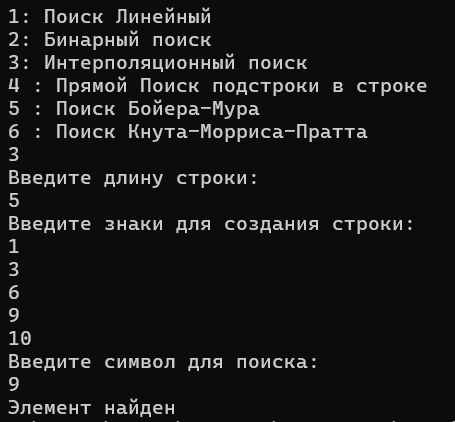 1: Поиск Линейный
2: Бинарный поиск
3: Интерполяционный поиск
4 : Прямой Поиск подстроки в строке
5 : Поиск Бойера-Мура
6 : Поиск Кнута-Морриса-Пратта
3
Введите длину строки:
5
Введите знаки для создания строки:
1
3
6
9
10
Введите символ для поиска:
9
Элемент найден